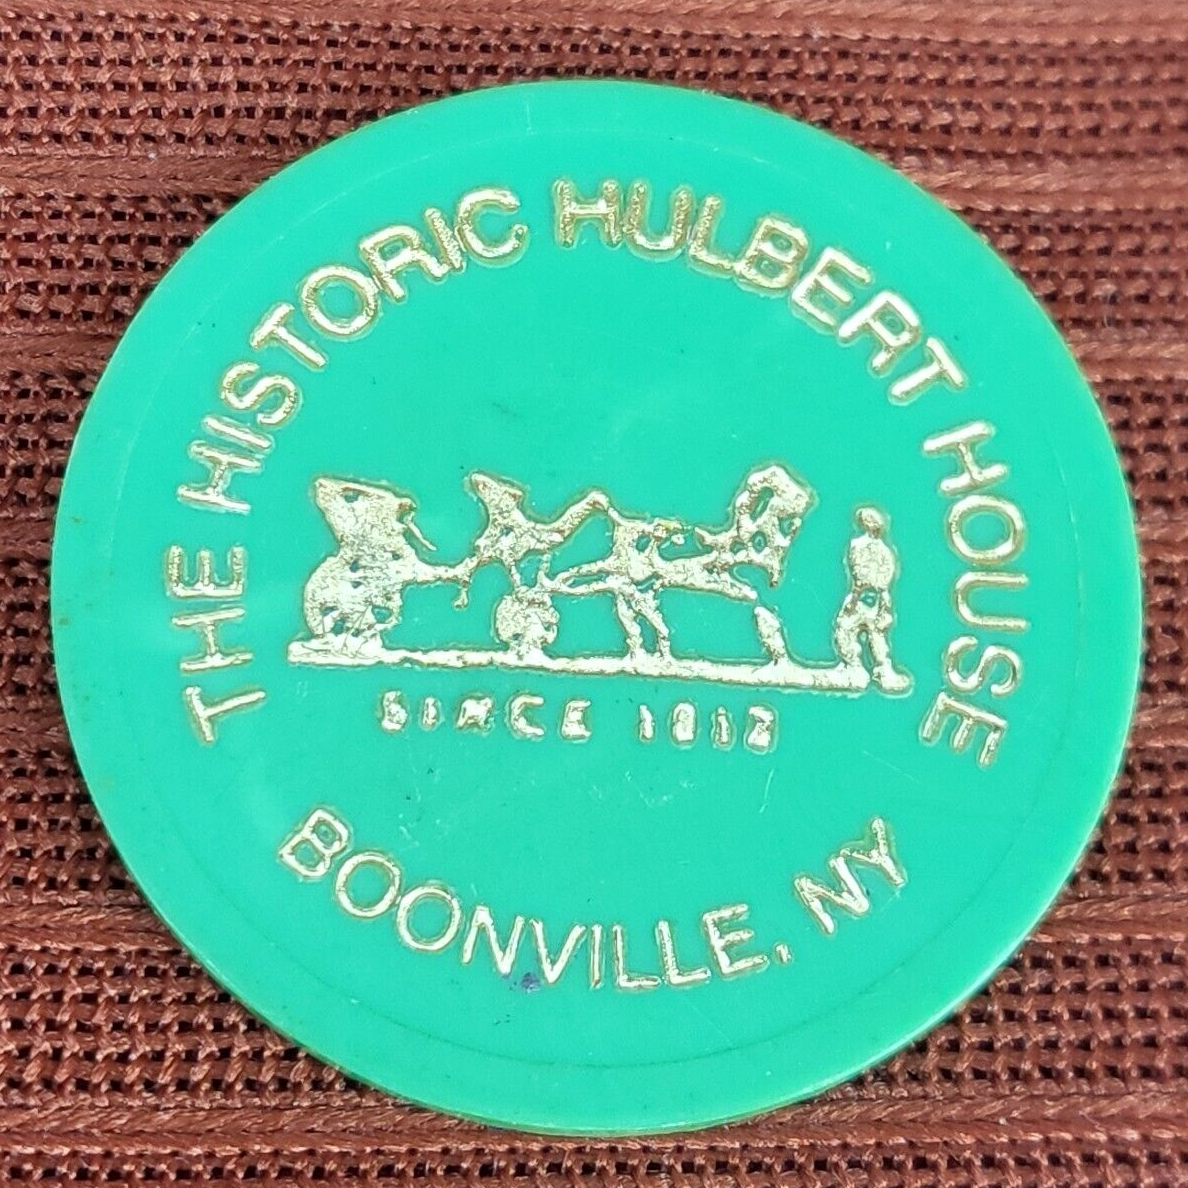 THE HISTORIC HULBERT HOUSE
SINCE 1812
BOONVILLE, NY